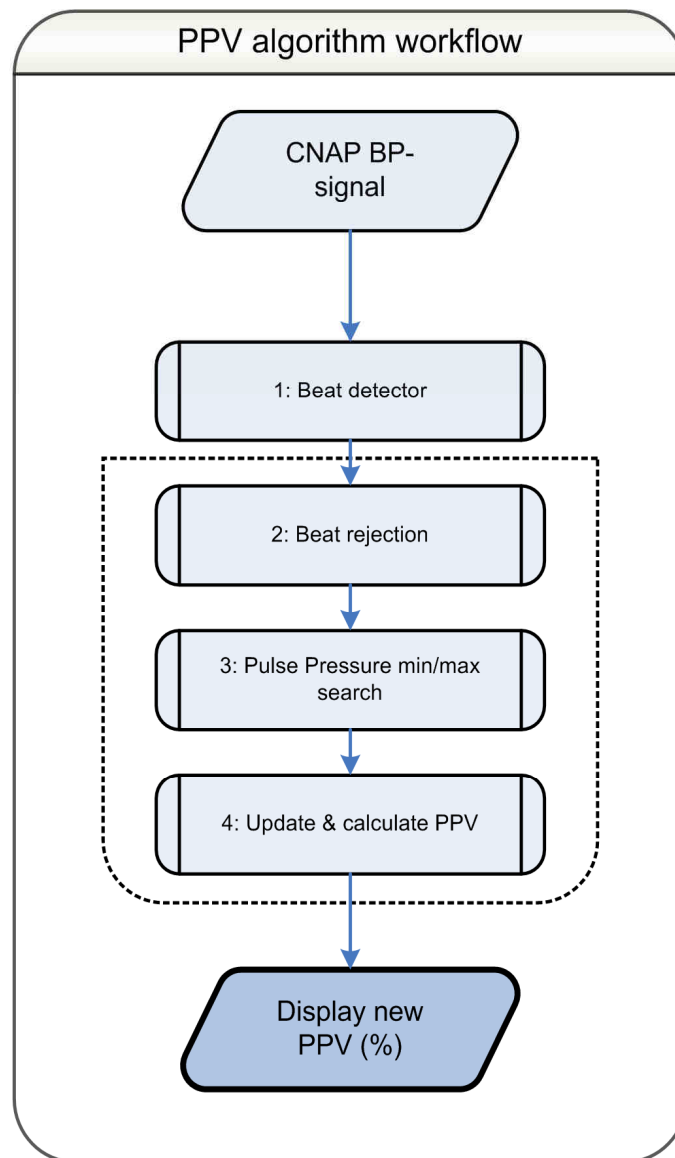 PPV algorithm workflow
CNAP BP-
signal
1: Beat detector
2: Beat rejection
3: Pulse Pressure min/max
search
4: Update & calculate PPV
Display new
PPV (%)